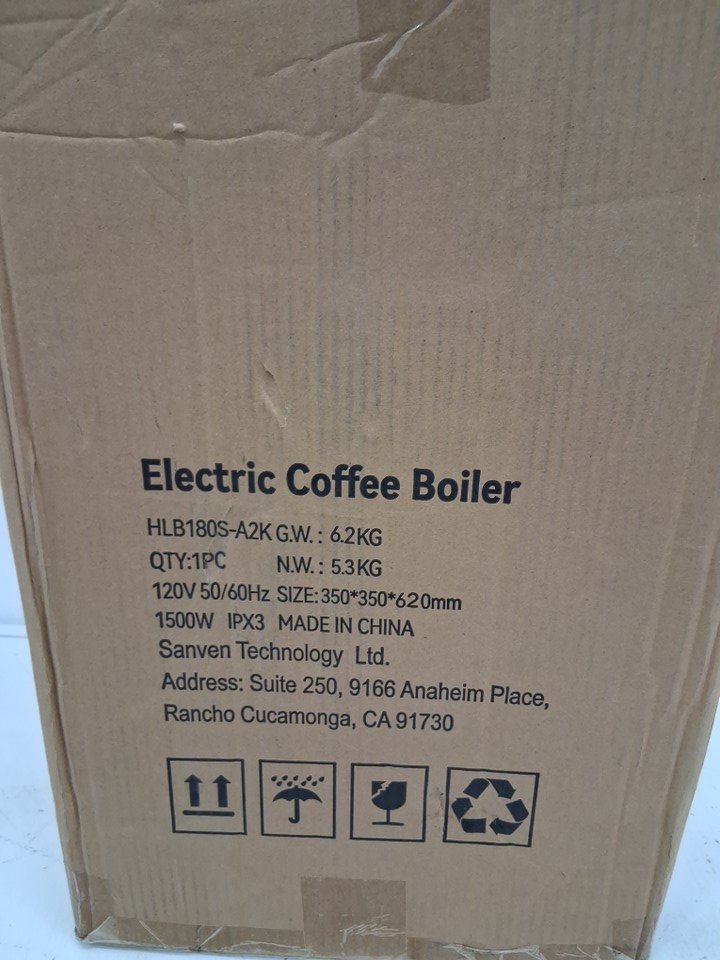 Electric Coffee Boiler
HLB180S-A2K G.W.: 6.2KG
QTY:1PC N.W.: 5.3KG
120V 50/60Hz SIZE:350*350*620mm
1500W IPX3 MADE IN CHINA
Sanven Technology Ltd.
Address: Suite 250, 9166 Anaheim Place,
Rancho Cucamonga, CA 91730